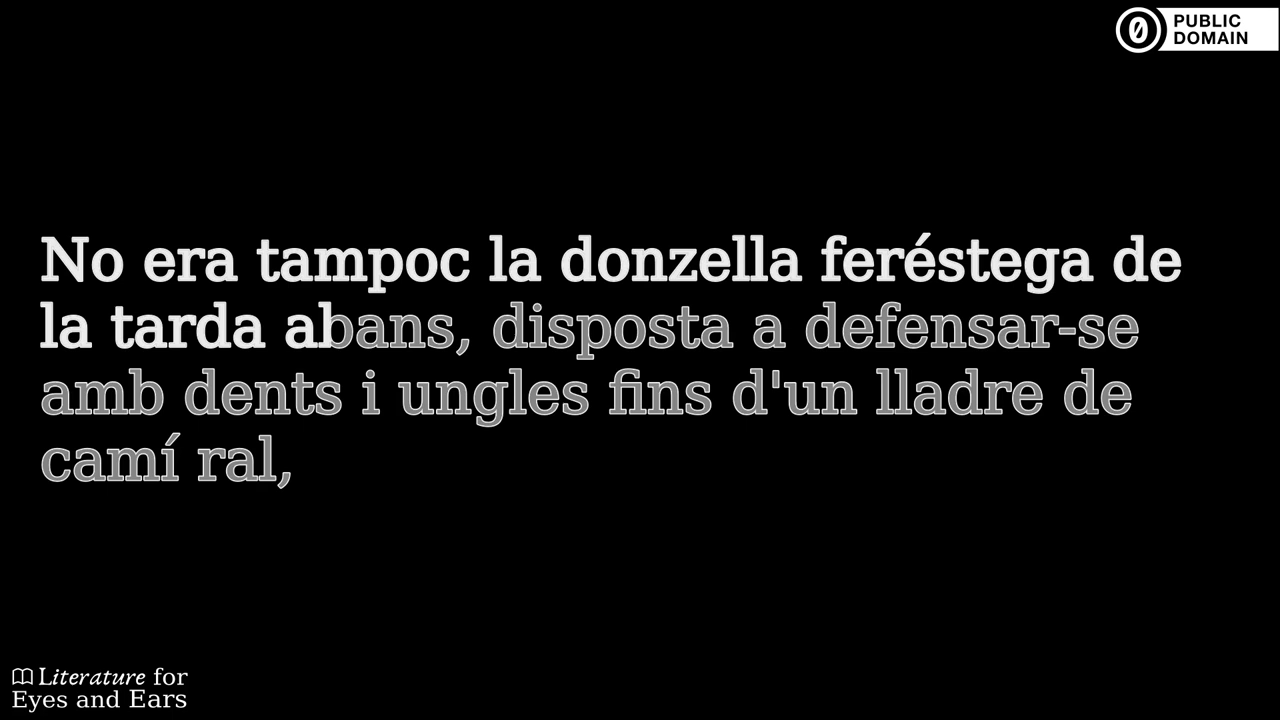 PUBLIC
DOMAIN
No era tampoc la donzella feréstega de
la tarda abans, disposta a defensar-se
amb dents i ungles fins d'un lladre de
camí ral,
Literature for
Eyes and Ears